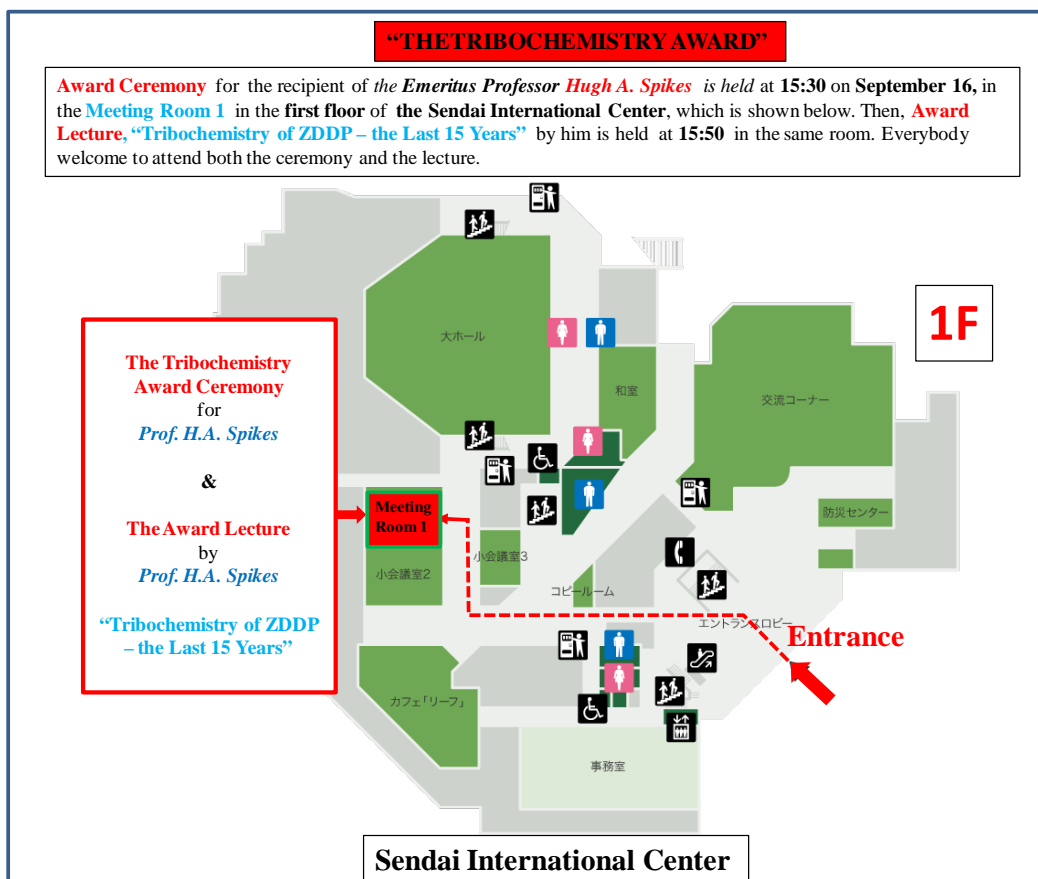 “THETRIBOCHEMISTRY AWARD”
Award Ceremony for the recipient of the Emeritus Professor Hugh A. Spikes is held at 15:30 on September 16, in
the Meeting Room 1 in the first floor of the Sendai International Center, which is shown below. Then, Award
Lecture, “Tribochemistry of ZDDP – the Last 15 Years” by him is held at 15:50 in the same room. Everybody
welcome to attend both the ceremony and the lecture.
1F
大ホール
和室
交流コーナー
The Tribochemistry
Award Ceremony
for
Prof. H.A. Spikes
&
The Award Lecture
by
Prof. H.A. Spikes
“Tribochemistry of ZDDP
– the Last 15 Years”
Meeting
Room 1
防災センター
小会議室3
小会議室2
コピールーム
エントランスロビー
Entrance
カフェ「リーフ」
事務室
Sendai International Center